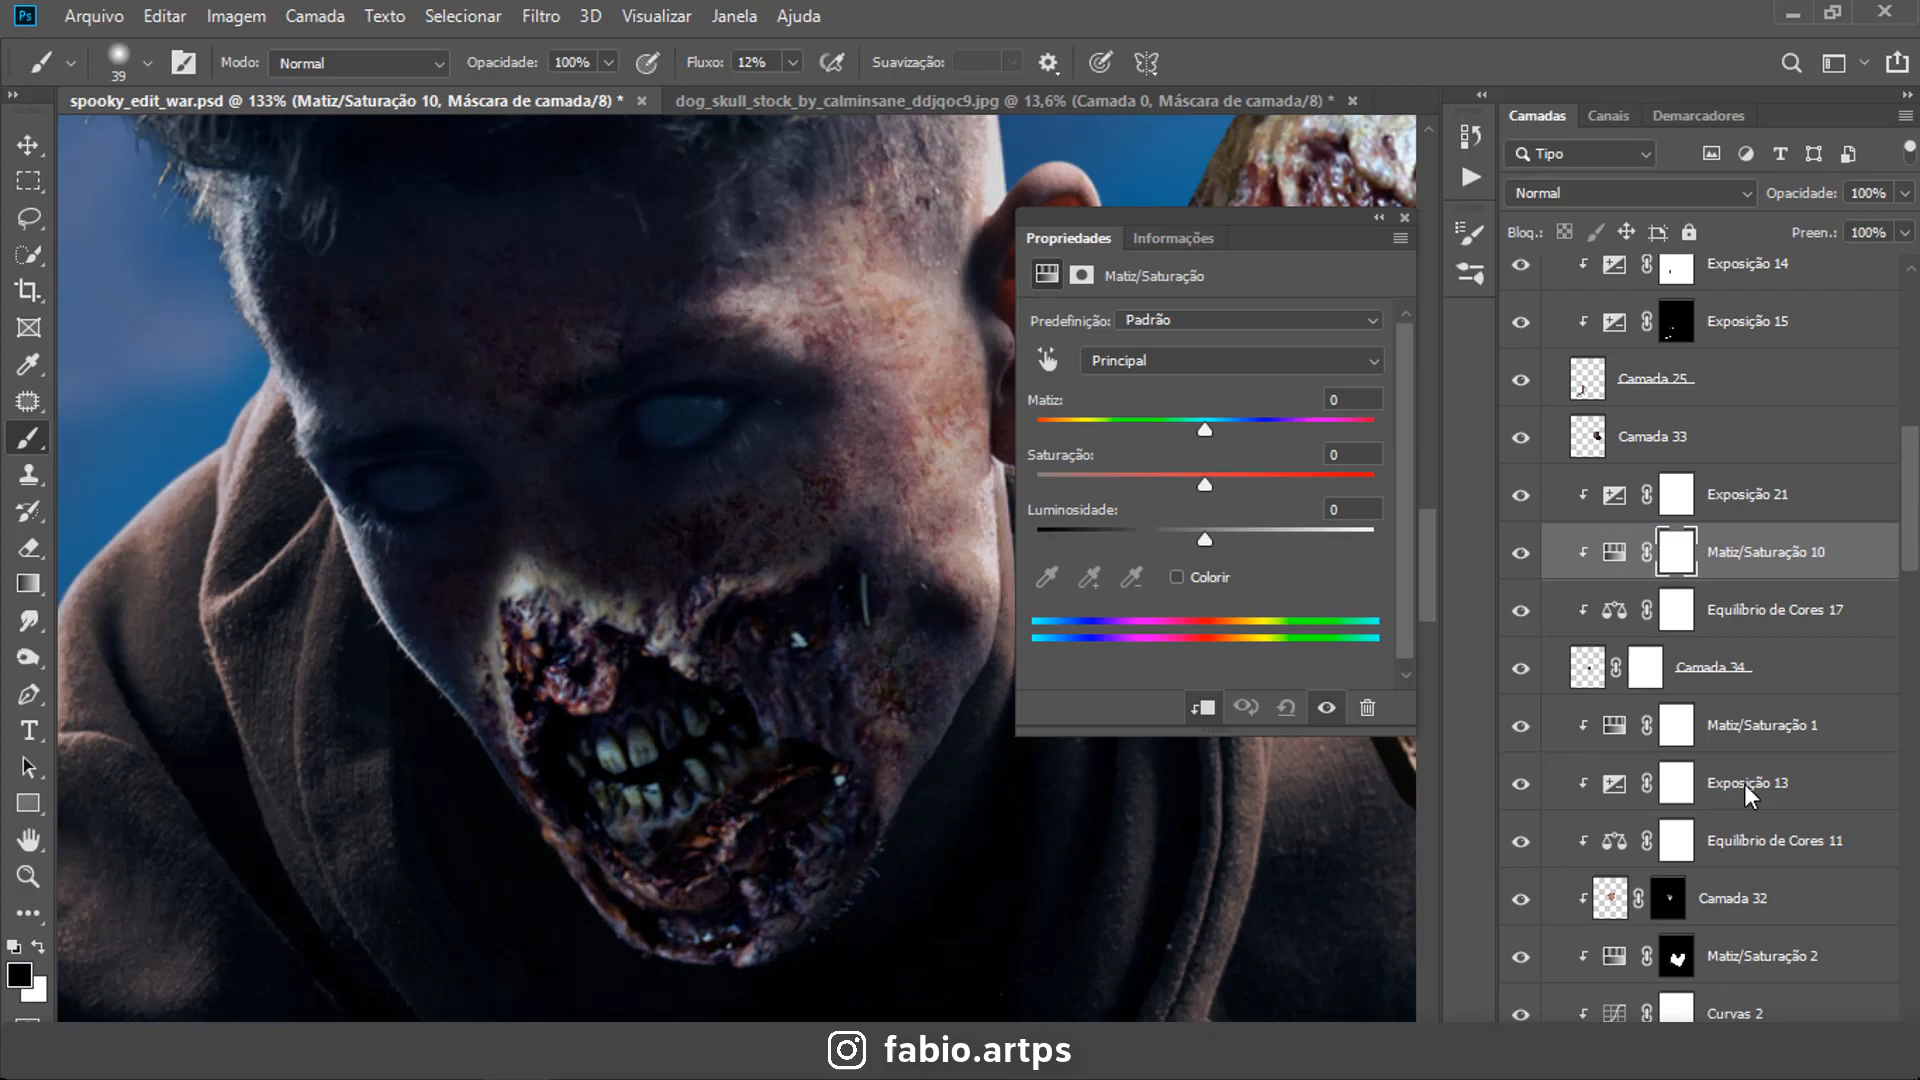 Ps Arquivo Editar Imagem Camada Texto Selecionar Filtro 3D Visualizar Janela Ajuda
39 Modo: Normal Opacidade: 100% Fluxo: 12% Suavização:
spooky_edit_war.psd @ 133% (Matiz/Saturação 10, Máscara de camada/8) * dog_skull_stock_by_calminsane_ddjqoc9.jpg @ 13,6% (Camada 0, Máscara de camada/8) *
Camadas Canais Demarcadores
Tipo
Normal Opacidade: 100%
Bloq.: Preen.: 100%
Exposição 14
Exposição 15
Camada 25
Camada 33
Exposição 21
Matiz/Saturação 10
Equilíbrio de Cores 17
Camada 34
Matiz/Saturação 1
Exposição 13
Equilíbrio de Cores 11
Camada 32
Matiz/Saturação 2
Curvas 2
Propriedades Informações
Matiz/Saturação
Predefinição: Padrão
Principal
Matiz: 0
Saturação: 0
Luminosidade: 0
Colorir
T
fabio.artps